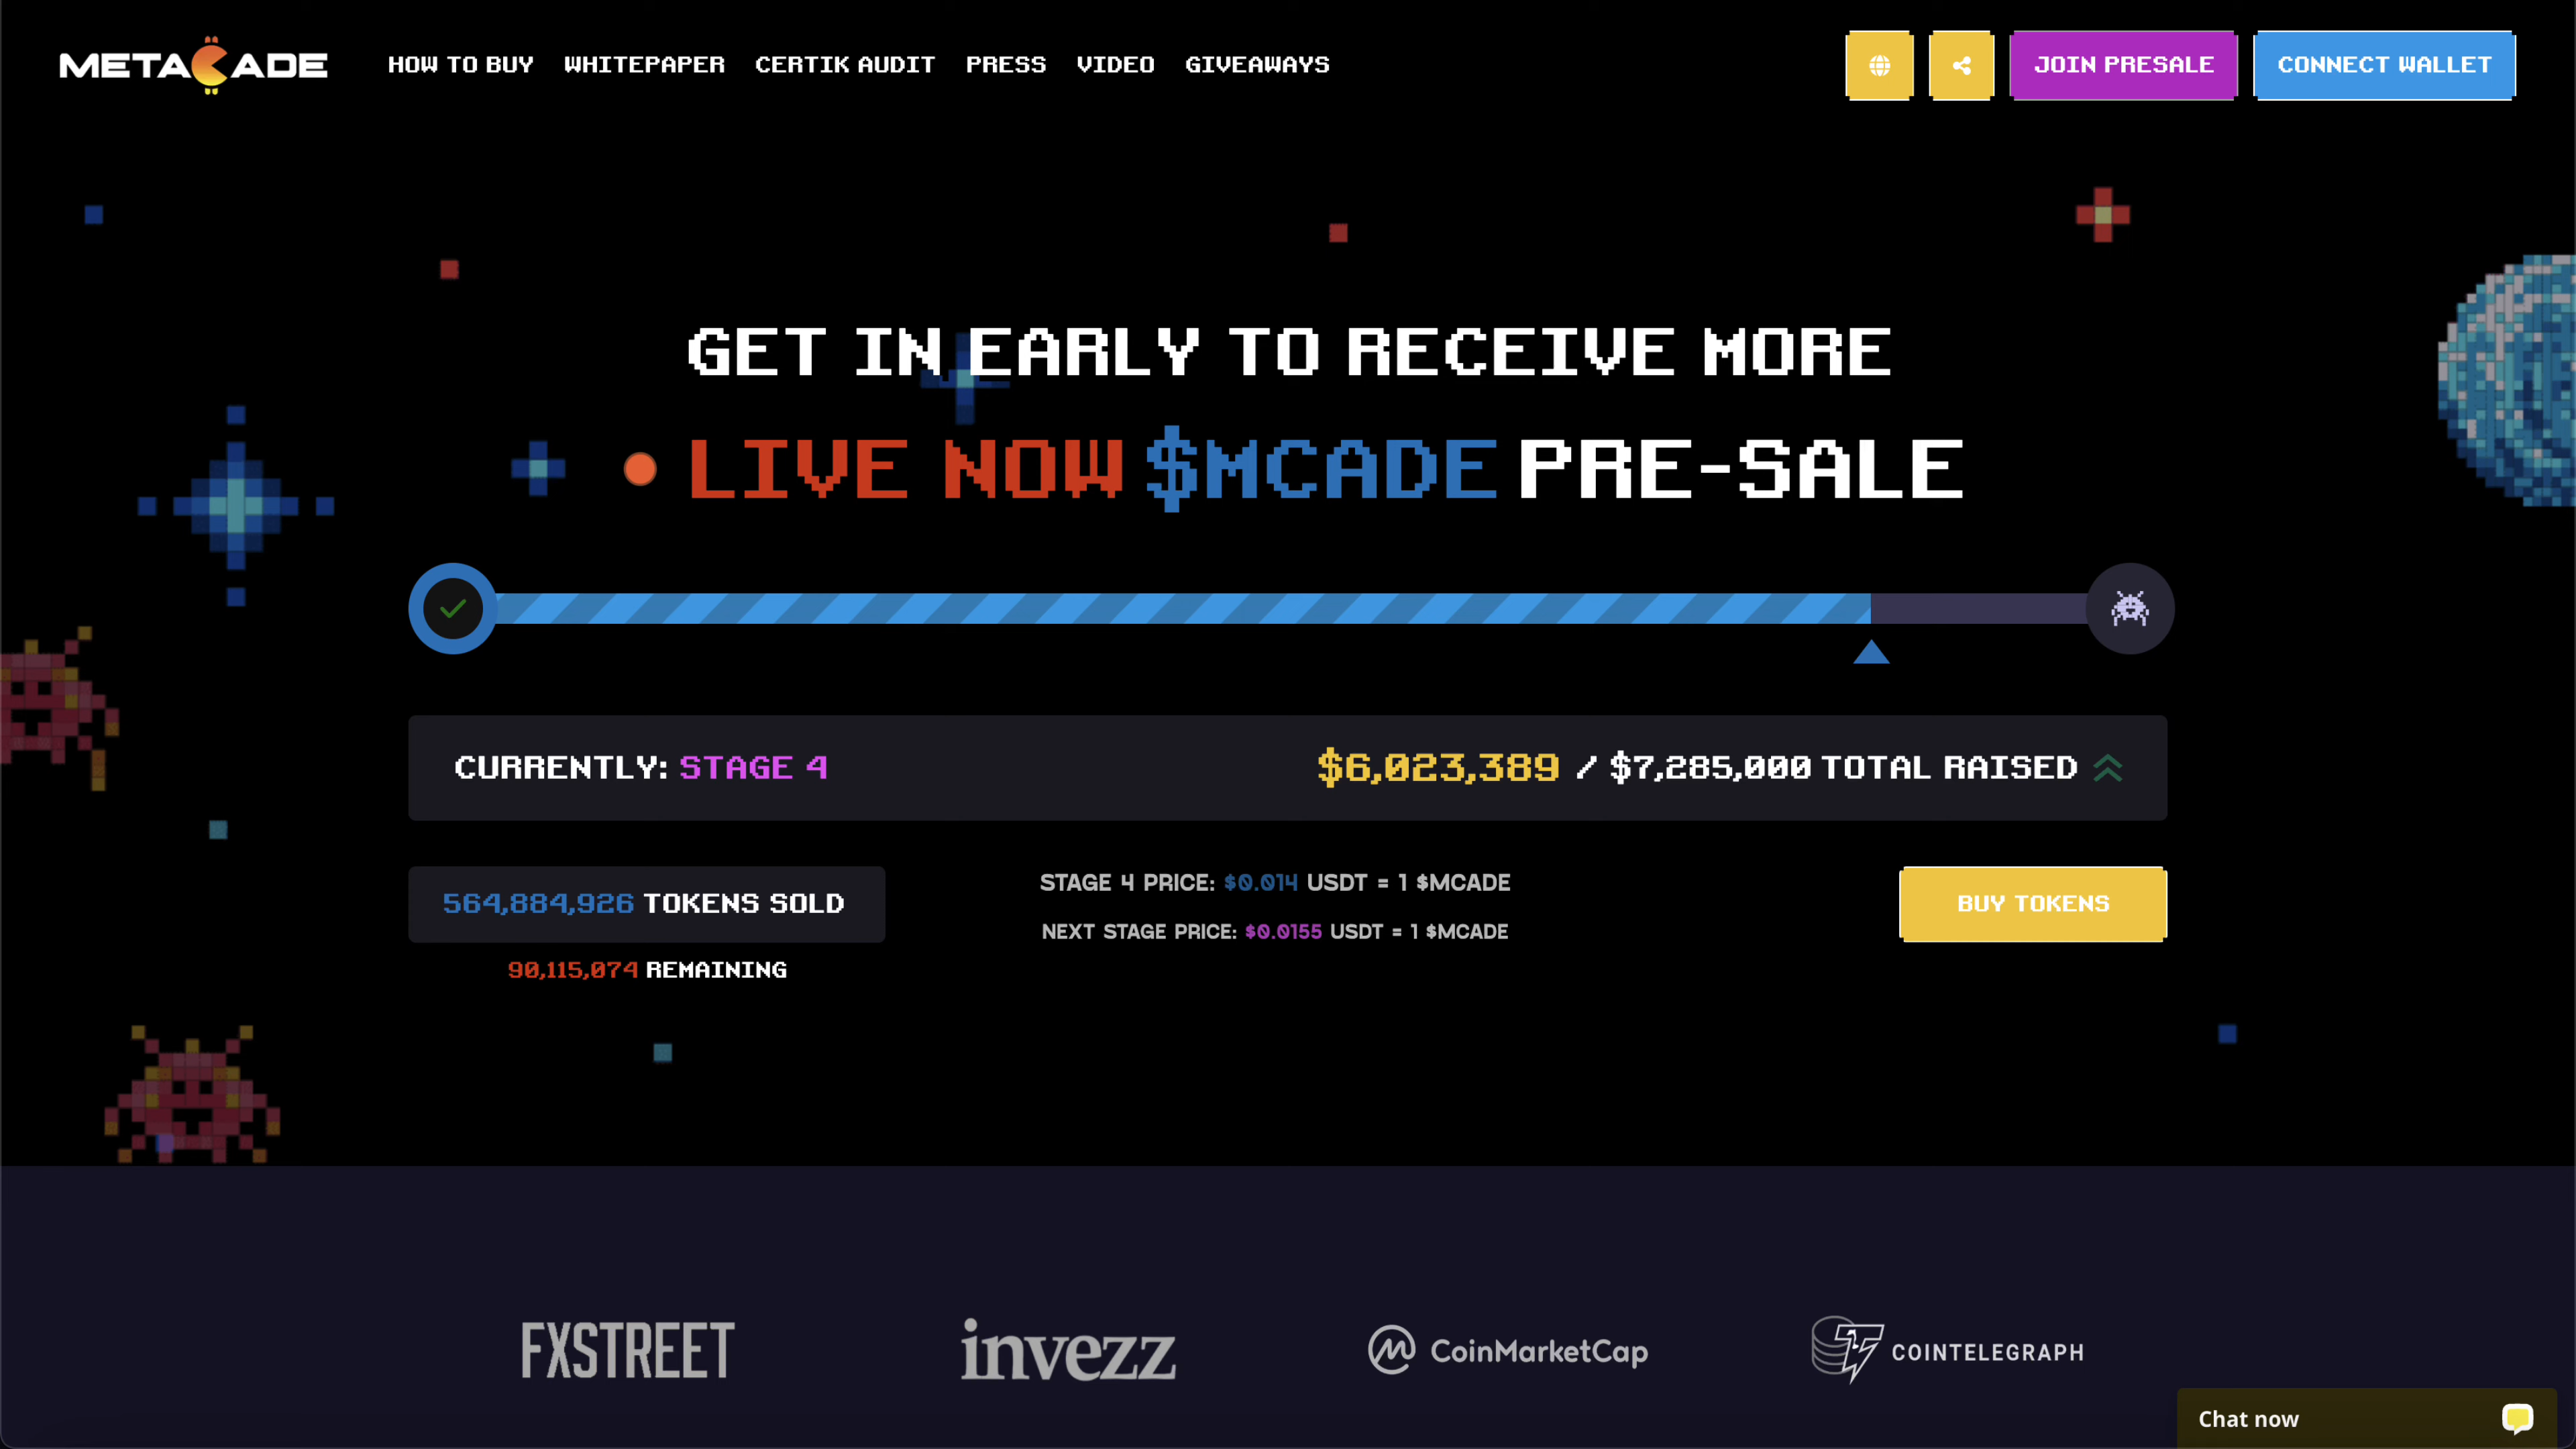 METACADE
HOW TO BUY WHITEPAPER CERTIK AUDIT PRESS VIDEO GIVEAWAYS
JOIN PRESALE
CONNECT WALLET
GET IN EARLY TO RECEIVE MORE
LIVE NOW $MCADE PRE-SALE
CURRENTLY: STAGE 4
$6,023,389 / $7,285,000 TOTAL RAISED
564,884,926 TOKENS SOLD
90,115,074 REMAINING
STAGE 4 PRICE: $0.014 USDT = 1 $MCADE
NEXT STAGE PRICE: $0.0155 USDT = 1 $MCADE
BUY TOKENS
FXSTREET
invezz
CoinMarketCap
COINTELEGRAPH
Chat now